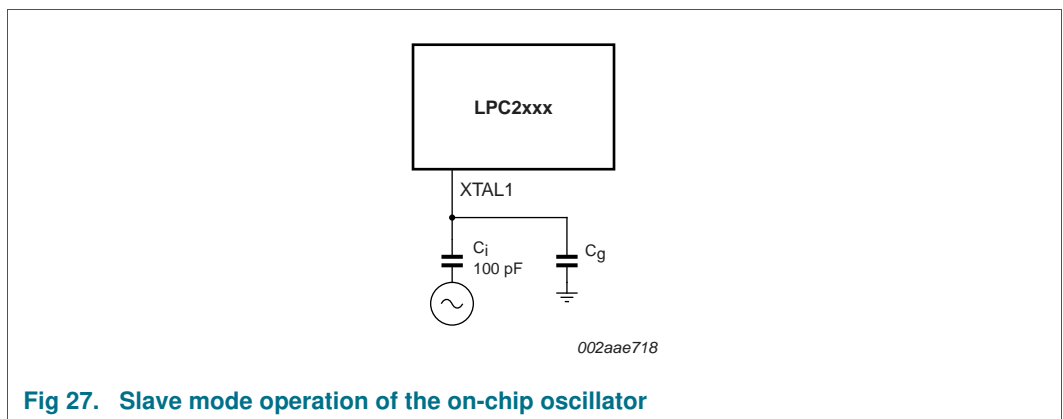 LPC2xxx
XTAL1
Ci
100 pF
Cg
002aae718
Fig 27. Slave mode operation of the on-chip oscillator